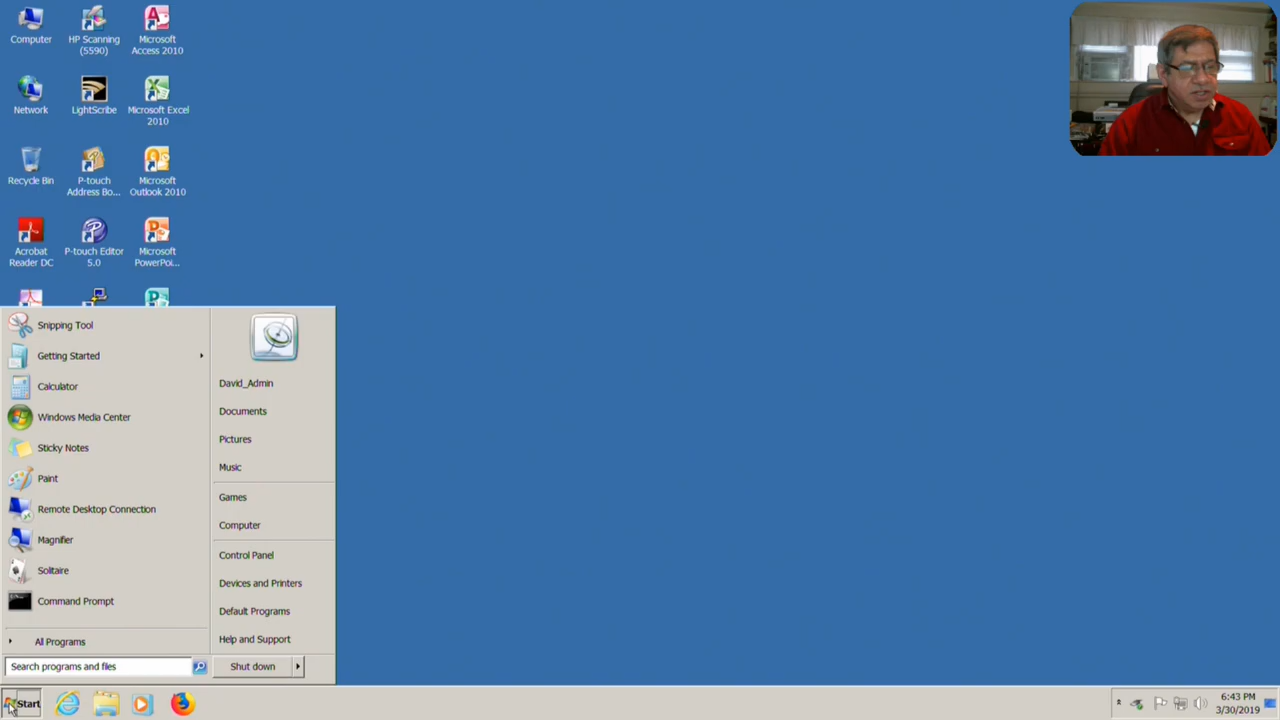 Computer
HP Scanning
(5590)
Microsoft
Access 2010
Network
LightScribe
Microsoft Excel
2010
Recycle Bin
P-touch
Address Bo...
Microsoft
Outlook 2010
Acrobat
Reader DC
P-touch Editor
5.0
Microsoft
PowerPoi...
Snipping Tool
Getting Started
Calculator
Windows Media Center
Sticky Notes
Paint
Remote Desktop Connection
Magnifier
Solitaire
Command Prompt
All Programs
Search programs and files
David_Admin
Documents
Pictures
Music
Games
Computer
Control Panel
Devices and Printers
Default Programs
Help and Support
Shut down
Start
6:43 PM
3/30/2019